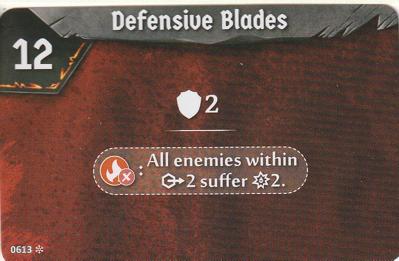 Defensive Blades
12
2
: All enemies within
2 suffer 2.
0613